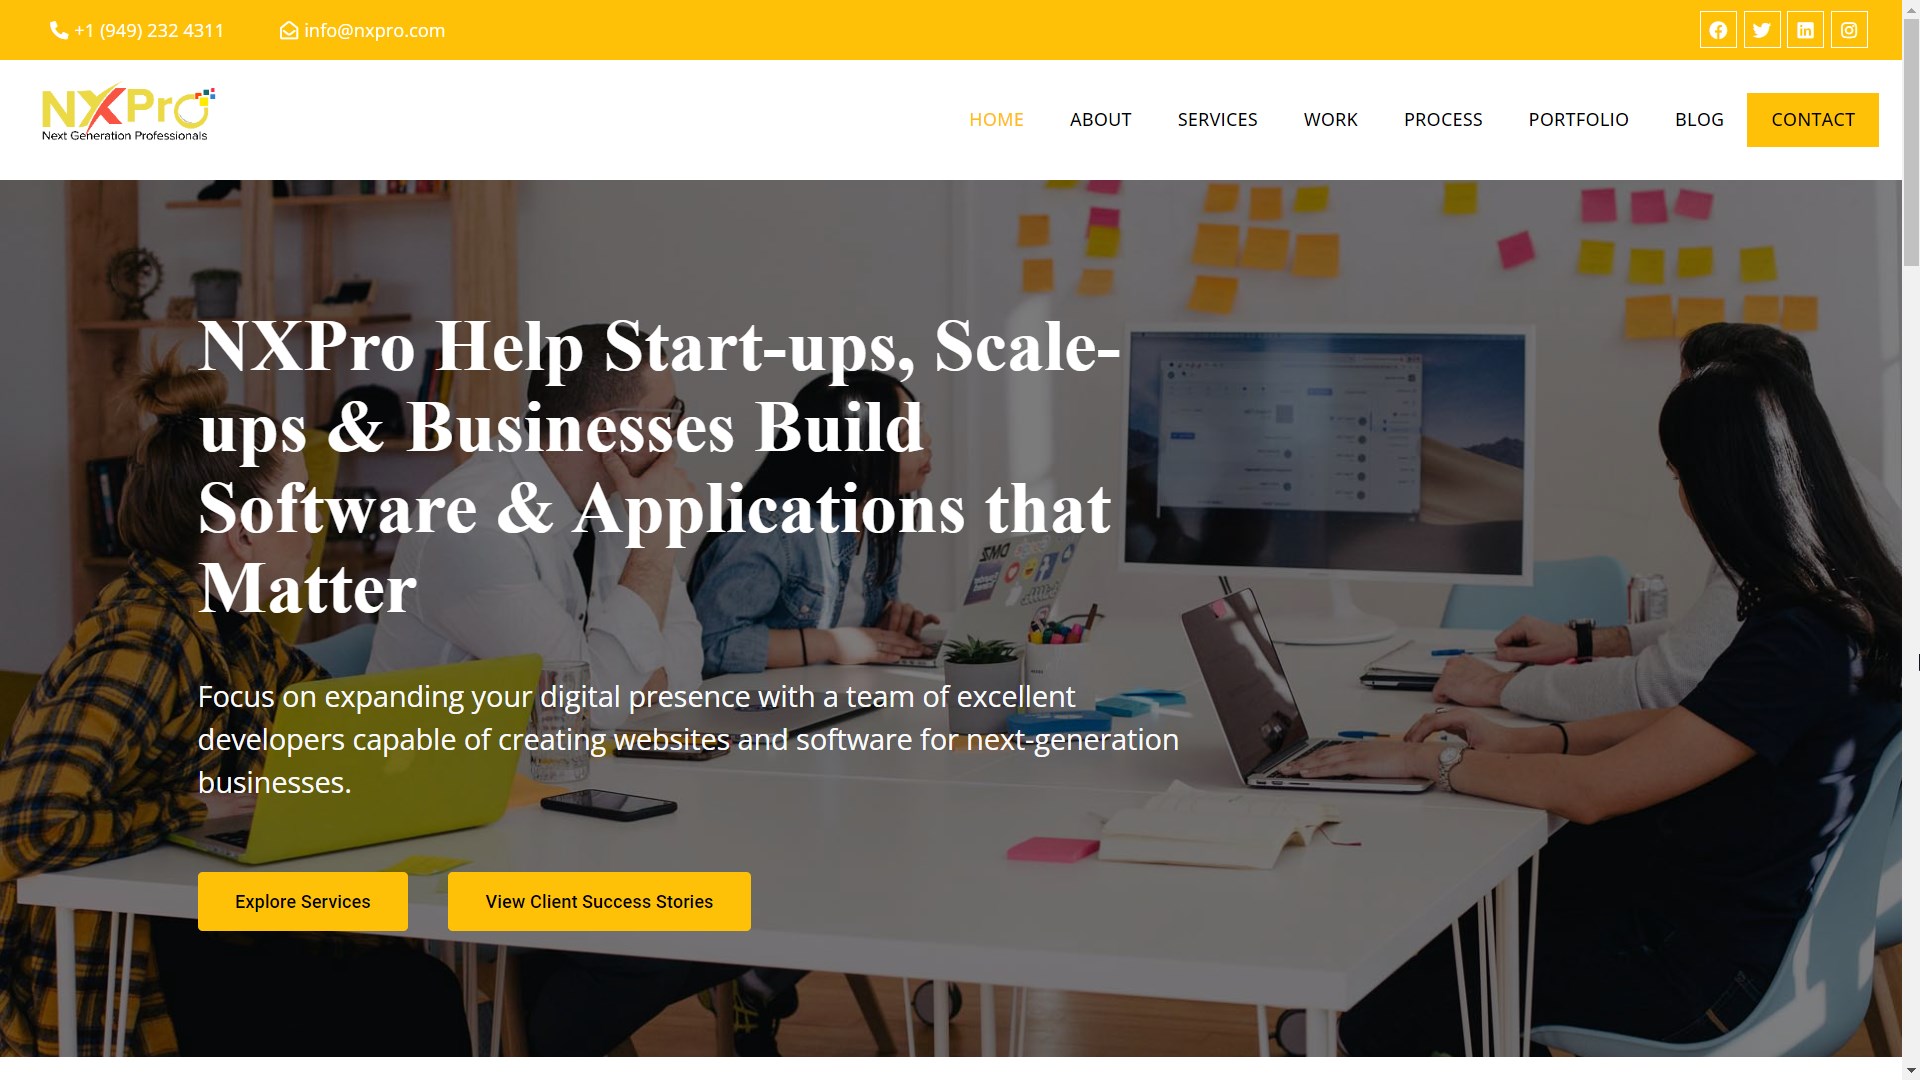 +1 (949) 232 4311
info@nxpro.com
NXPro
Next Generation Professionals
HOME
ABOUT
SERVICES
WORK
PROCESS
PORTFOLIO
BLOG
CONTACT
NXPro Help Start-ups, Scale-
ups & Businesses Build
Software & Applications that
Matter
Focus on expanding your digital presence with a team of excellent
developers capable of creating websites and software for next-generation
businesses.
Explore Services
View Client Success Stories